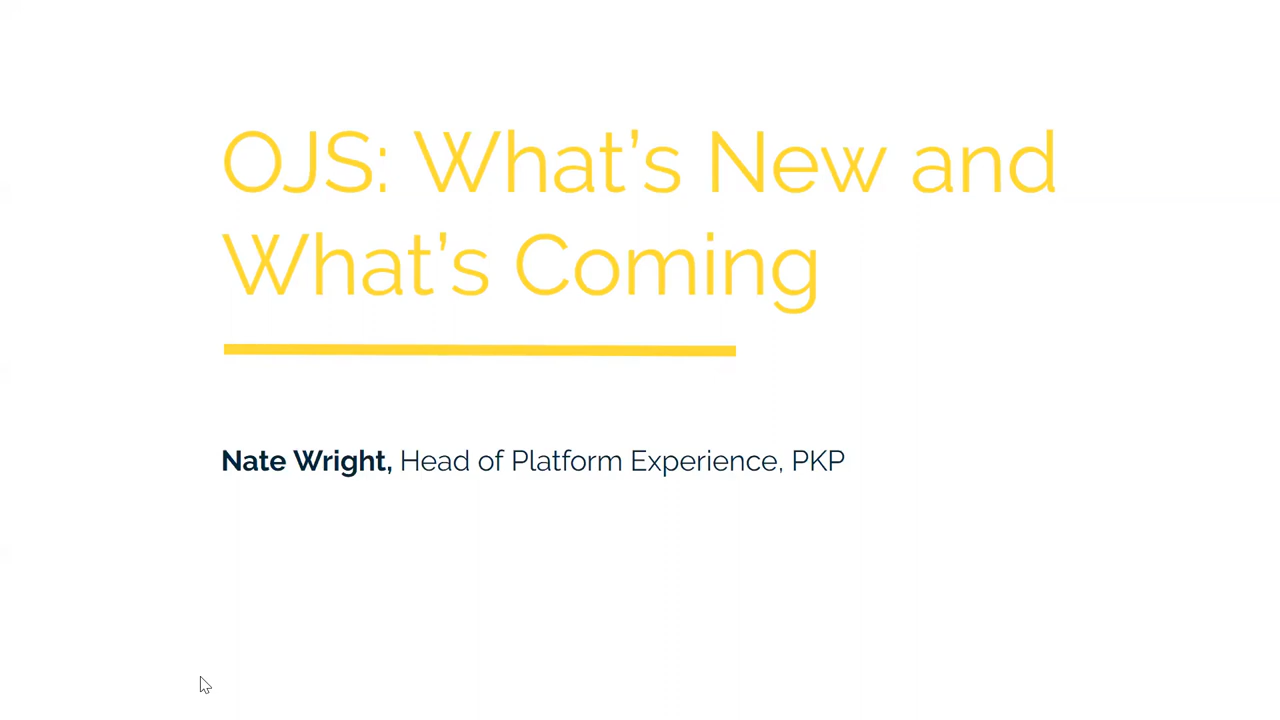 OJS: What’s New and
What’s Coming
Nate Wright, Head of Platform Experience, PKP